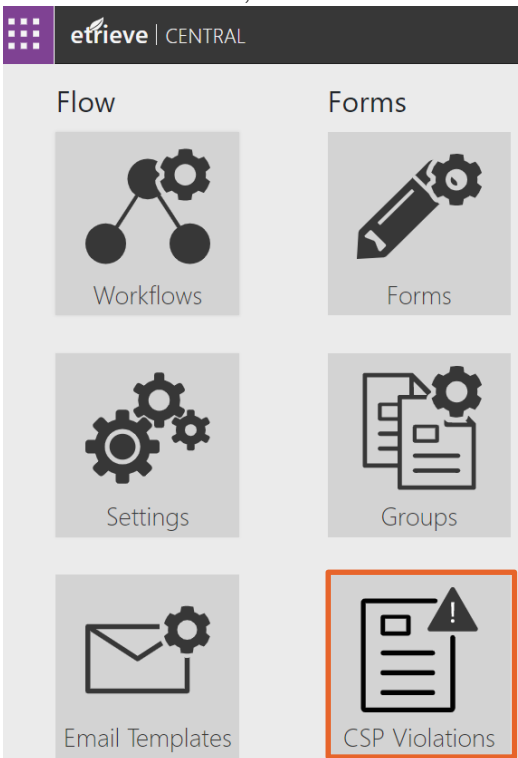 etrieve | CENTRAL
Flow
Forms
Workflows
Forms
Settings
Groups
Email Templates
CSP Violations